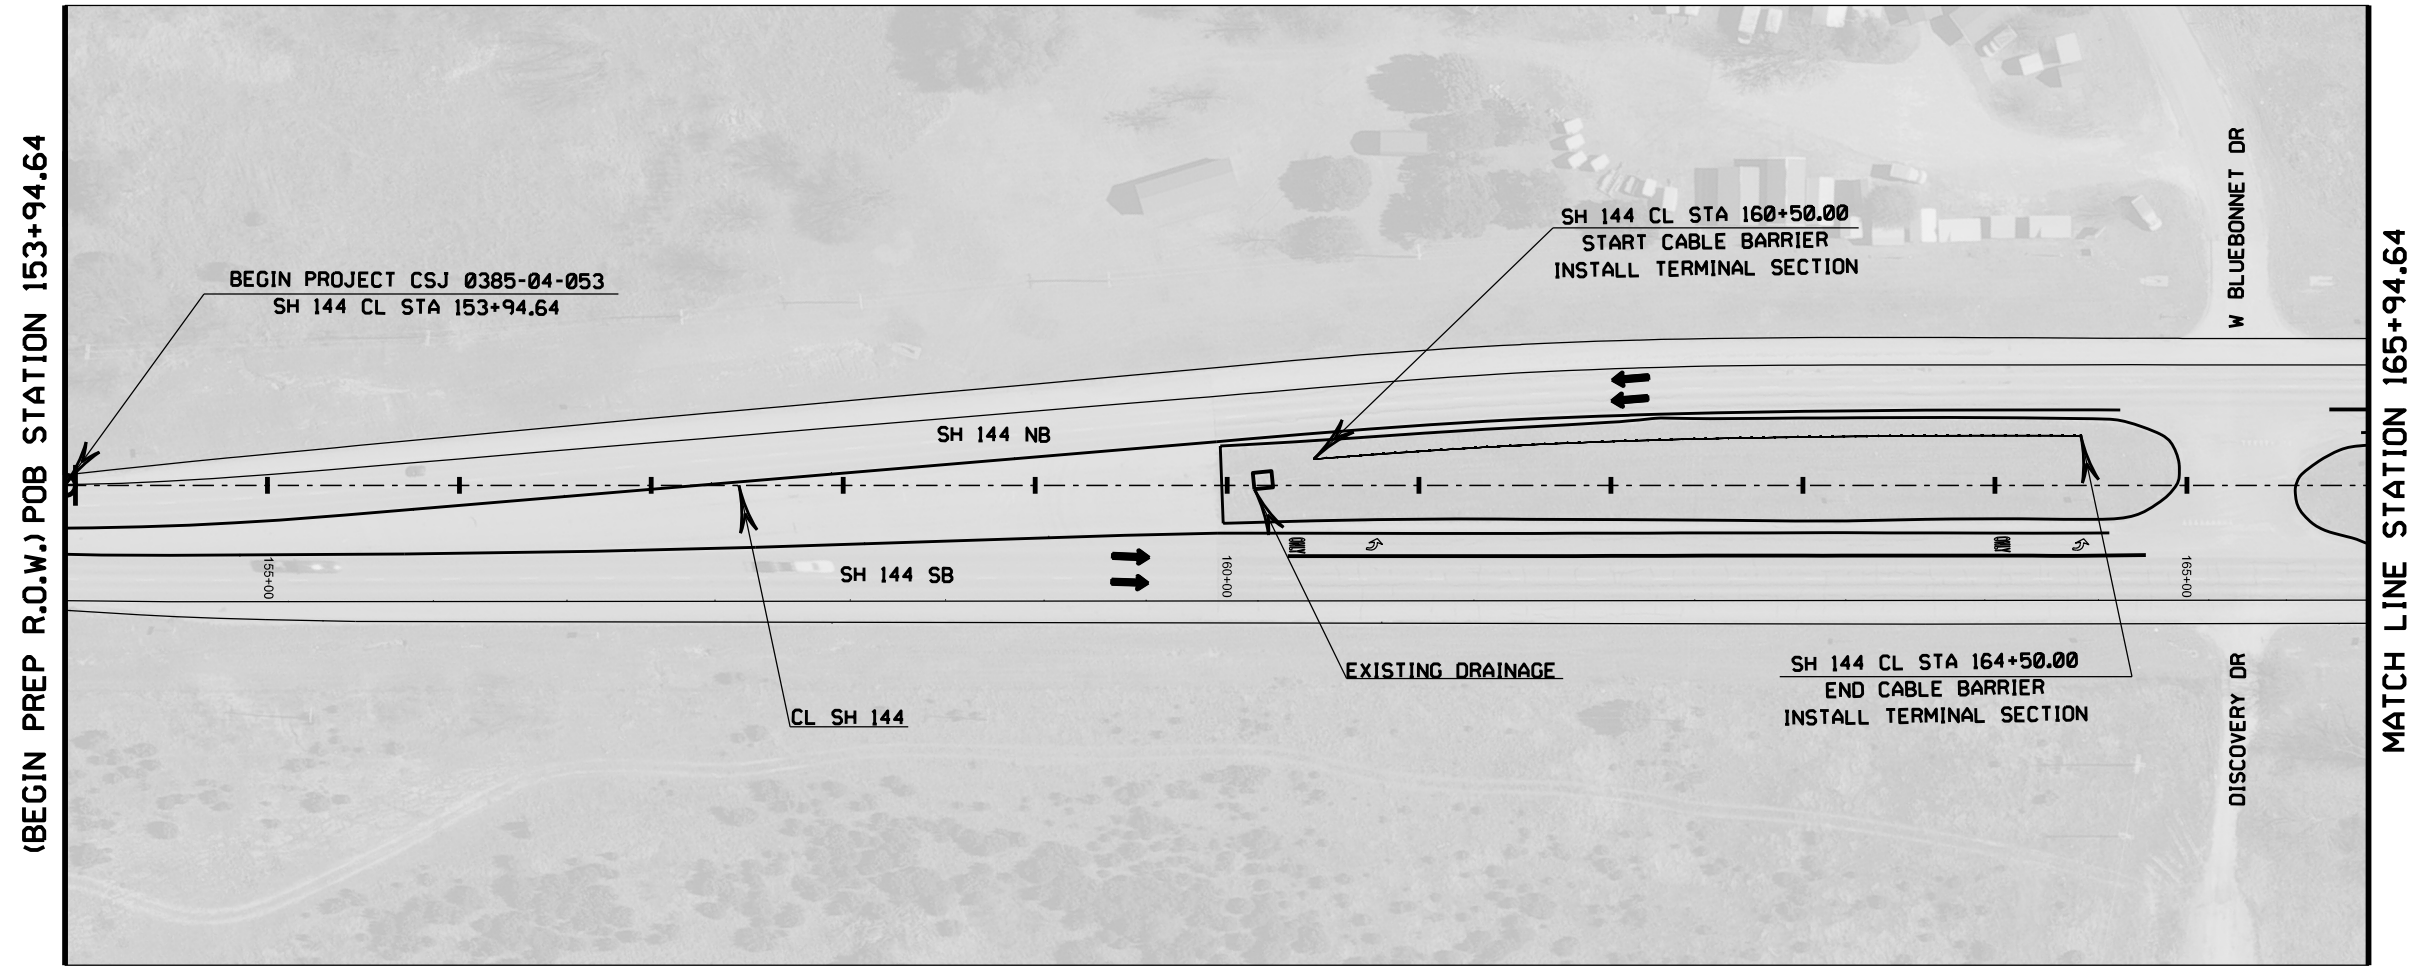 (BEGIN PREP R.O.W.) POB STATION 153+94.64
BEGIN PROJECT CSJ 0385-04-053
SH 144 CL STA 153+94.64
SH 144 CL STA 160+50.00
START CABLE BARRIER
INSTALL TERMINAL SECTION
W BLUEBONNET DR
SH 144 NB
SH 144 SB
155+00
160+00
165+00
ONLY
ONLY
EXISTING DRAINAGE
CL SH 144
SH 144 CL STA 164+50.00
END CABLE BARRIER
INSTALL TERMINAL SECTION
DISCOVERY DR
MATCH LINE STATION 165+94.64